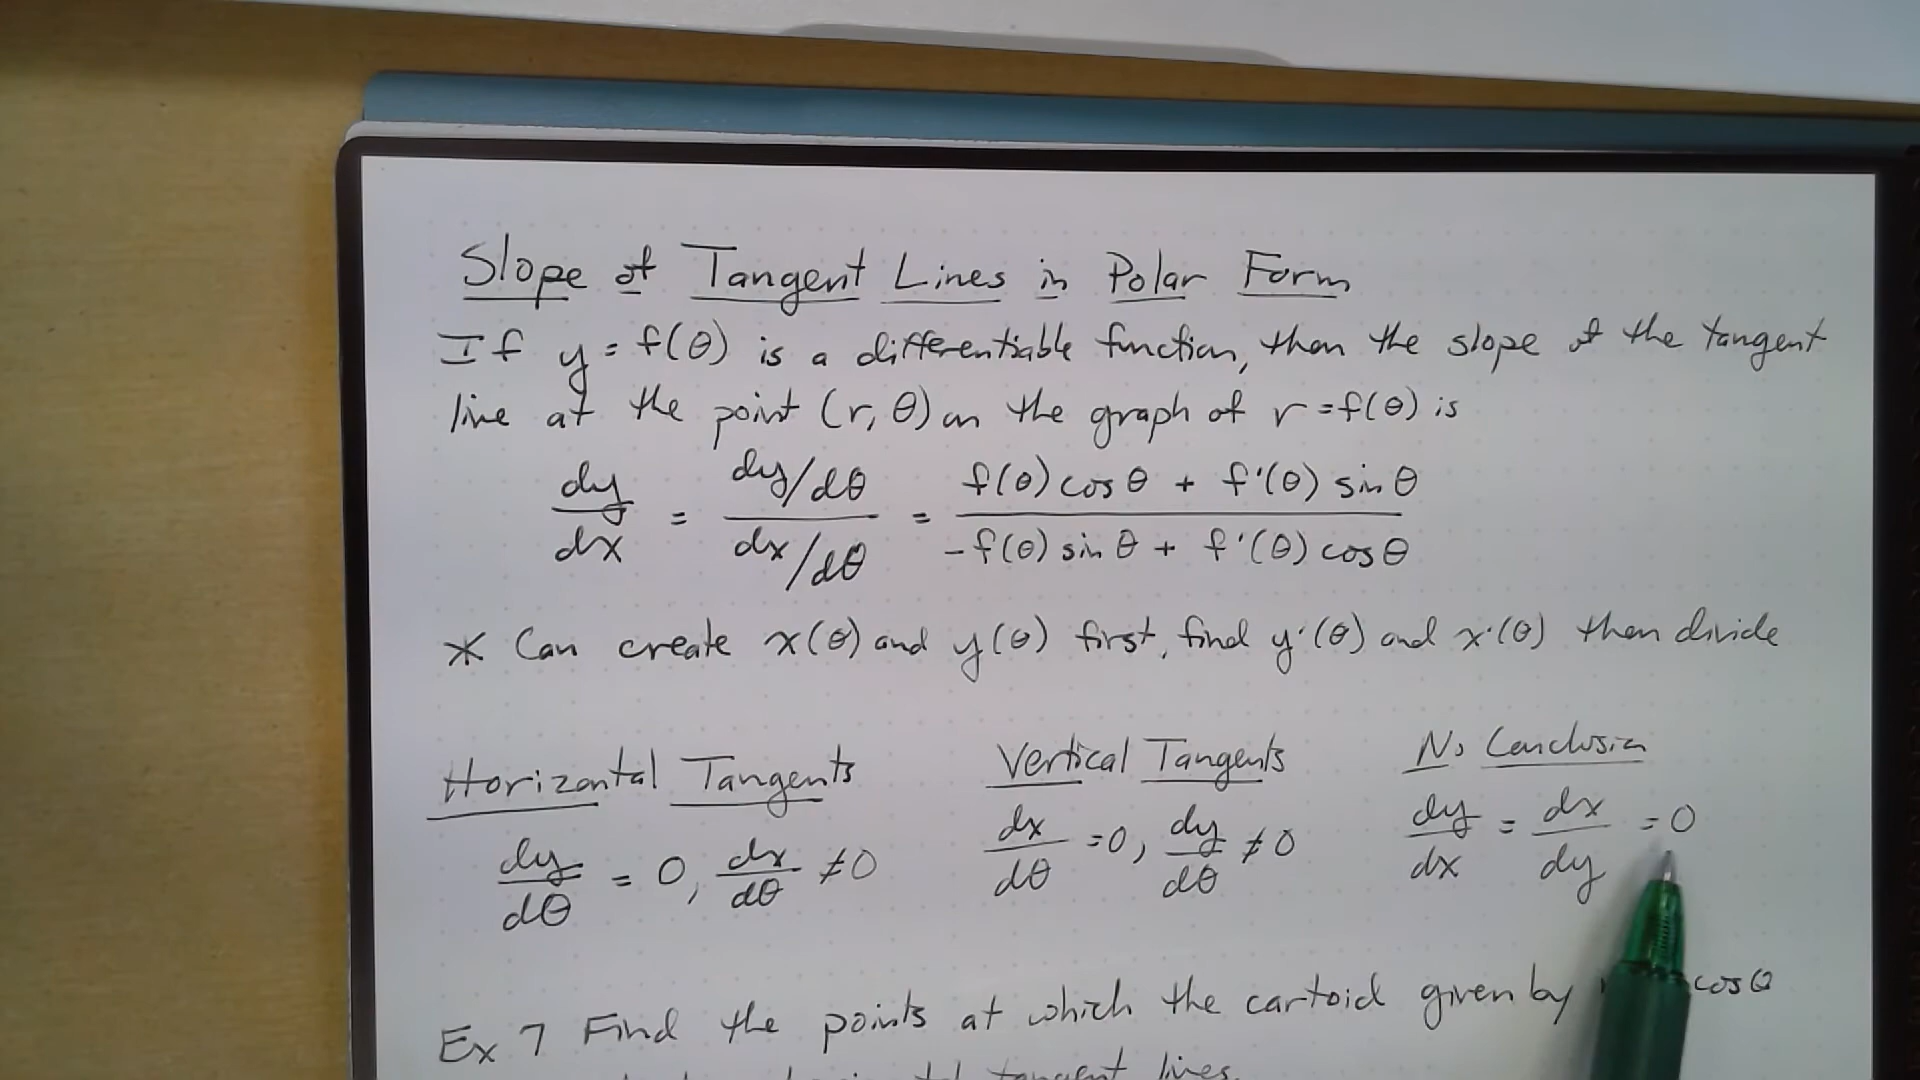 Slope of Tangent Lines in Polar Form
If y = f(θ) is a differentiable function, then the slope of the tangent
line at the point (r, θ) on the graph of r = f(θ) is
dy/dx = (dy/dθ)/(dx/dθ) = (f(θ) cos θ + f'(θ) sin θ)/(-f(θ) sin θ + f'(θ) cos θ)
* Can create x(θ) and y(θ) first, find y'(θ) and x'(θ) then divide
Horizontal Tangents
dy/dθ = 0, dx/dθ ≠ 0
Vertical Tangents
dx/dθ = 0, dy/dθ ≠ 0
No Conclusion
dy/dx = dx/dy = 0
Ex 7 Find the points at which the cartoid given by cosθ
tangent lines.